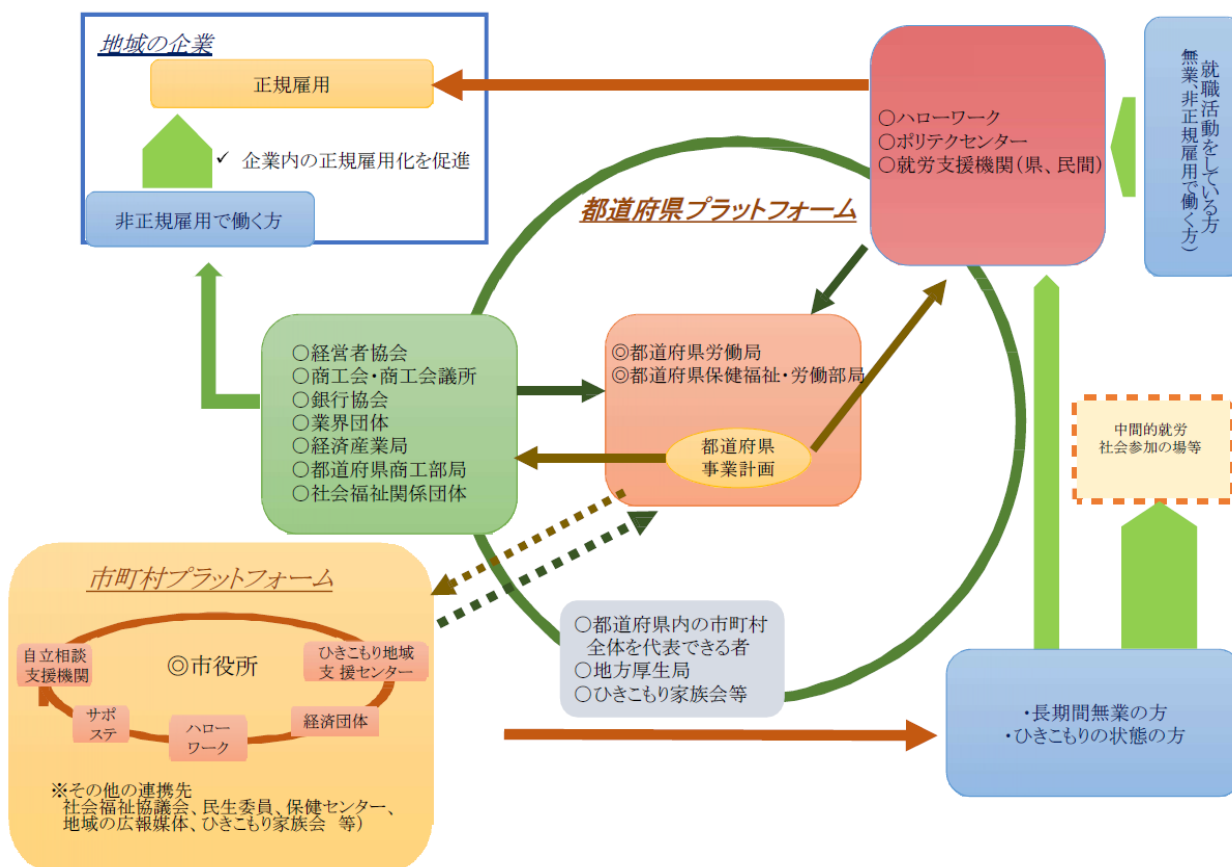 地域の企業
正規雇用
✓ 企業内の正規雇用化を促進
非正規雇用で働く方
○ハローワーク
○ポリテクセンター
○就労支援機関(県、民間)
就職活動をしている方
(無業、非正規雇用で働く方)
都道府県プラットフォーム
○経営者協会
○商工会・商工会議所
○銀行協会
○業界団体
○経済産業局
○都道府県商工部局
○社会福祉関係団体
◎都道府県労働局
◎都道府県保健福祉・労働部局
都道府県
事業計画
中間的就労
社会参加の場等
市町村プラットフォーム
自立相談
支援機関
◎市役所
ひきこもり地域
支 援センター
サポ
ステ
ハロー
ワーク
経済団体
※その他の連携先
社会福祉協議会、民生委員、保健センター、
地域の広報媒体、ひきこもり家族会 等)
○都道府県内の市町村
全体を代表できる者
○地方厚生局
○ひきこもり家族会等
・長期間無業の方
・ひきこもりの状態の方